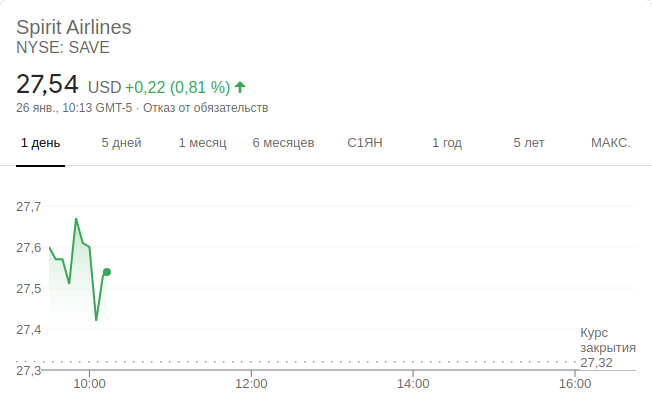 Spirit Airlines
NYSE: SAVE
27,54 USD +0,22 (0,81 %)
26 янв., 10:13 GMT-5 · Отказ от обязательств
1 день 5 дней 1 месяц 6 месяцев С1ЯН 1 год 5 лет МАКС.
27,7
27,6
27,5
27,4
Курс
закрытия
27,32
27,3
10:00 12:00 14:00 16:00